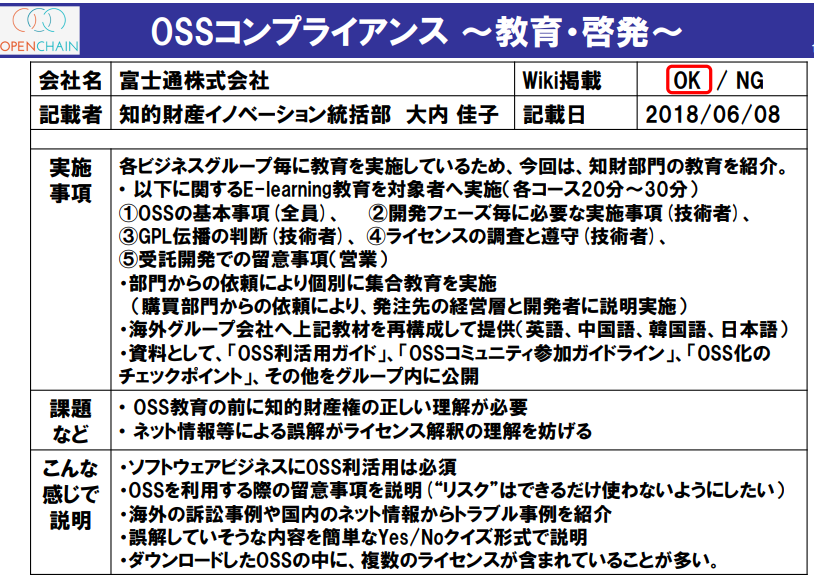 OPENCHAIN
OSSコンプライアンス ～教育・啓発～
会社名 富士通株式会社 Wiki掲載 OK / NG
記載者 知的財産イノベーション統括部 大内 佳子 記載日 2018/06/08
実施
事項
各ビジネスグループ毎に教育を実施しているため、今回は、知財部門の教育を紹介。
・ 以下に関するE-learning教育を対象者へ実施(各コース20分～30分)
①OSSの基本事項(全員)、 ②開発フェーズ毎に必要な実施事項(技術者)、
③GPL伝播の判断(技術者)、④ライセンスの調査と遵守(技術者)、
⑤受託開発での留意事項(営業)
・部門からの依頼により個別に集合教育を実施
(購買部門からの依頼により、発注先の経営層と開発者に説明実施)
・海外グループ会社へ上記教材を再構成して提供(英語、中国語、韓国語、日本語)
・資料として、「OSS利活用ガイド」、「OSSコミュニティ参加ガイドライン」、「OSS化の
チェックポイント」、その他をグループ内に公開
課題
など
・ OSS教育の前に知的財産権の正しい理解が必要
・ ネット情報等による誤解がライセンス解釈の理解を妨げる
こんな
感じで
説明
・ソフトウェアビジネスにOSS利活用は必須
・OSSを利用する際の留意事項を説明(“リスク”はできるだけ使わないようにしたい)
・海外の訴訟事例や国内のネット情報からトラブル事例を紹介
・誤解していそうな内容を簡単なYes/Noクイズ形式で説明
・ダウンロードしたOSSの中に、複数のライセンスが含まれていることが多い。